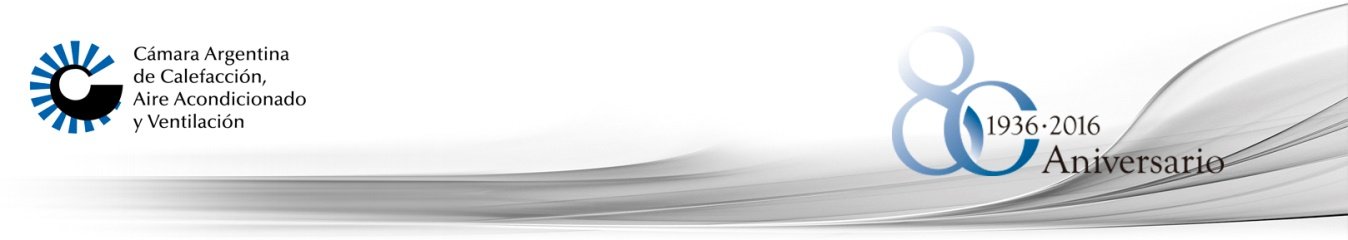 Cámara Argentina
de Calefacción,
Aire Acondicionado
y Ventilación
80
1936·2016
Aniversario